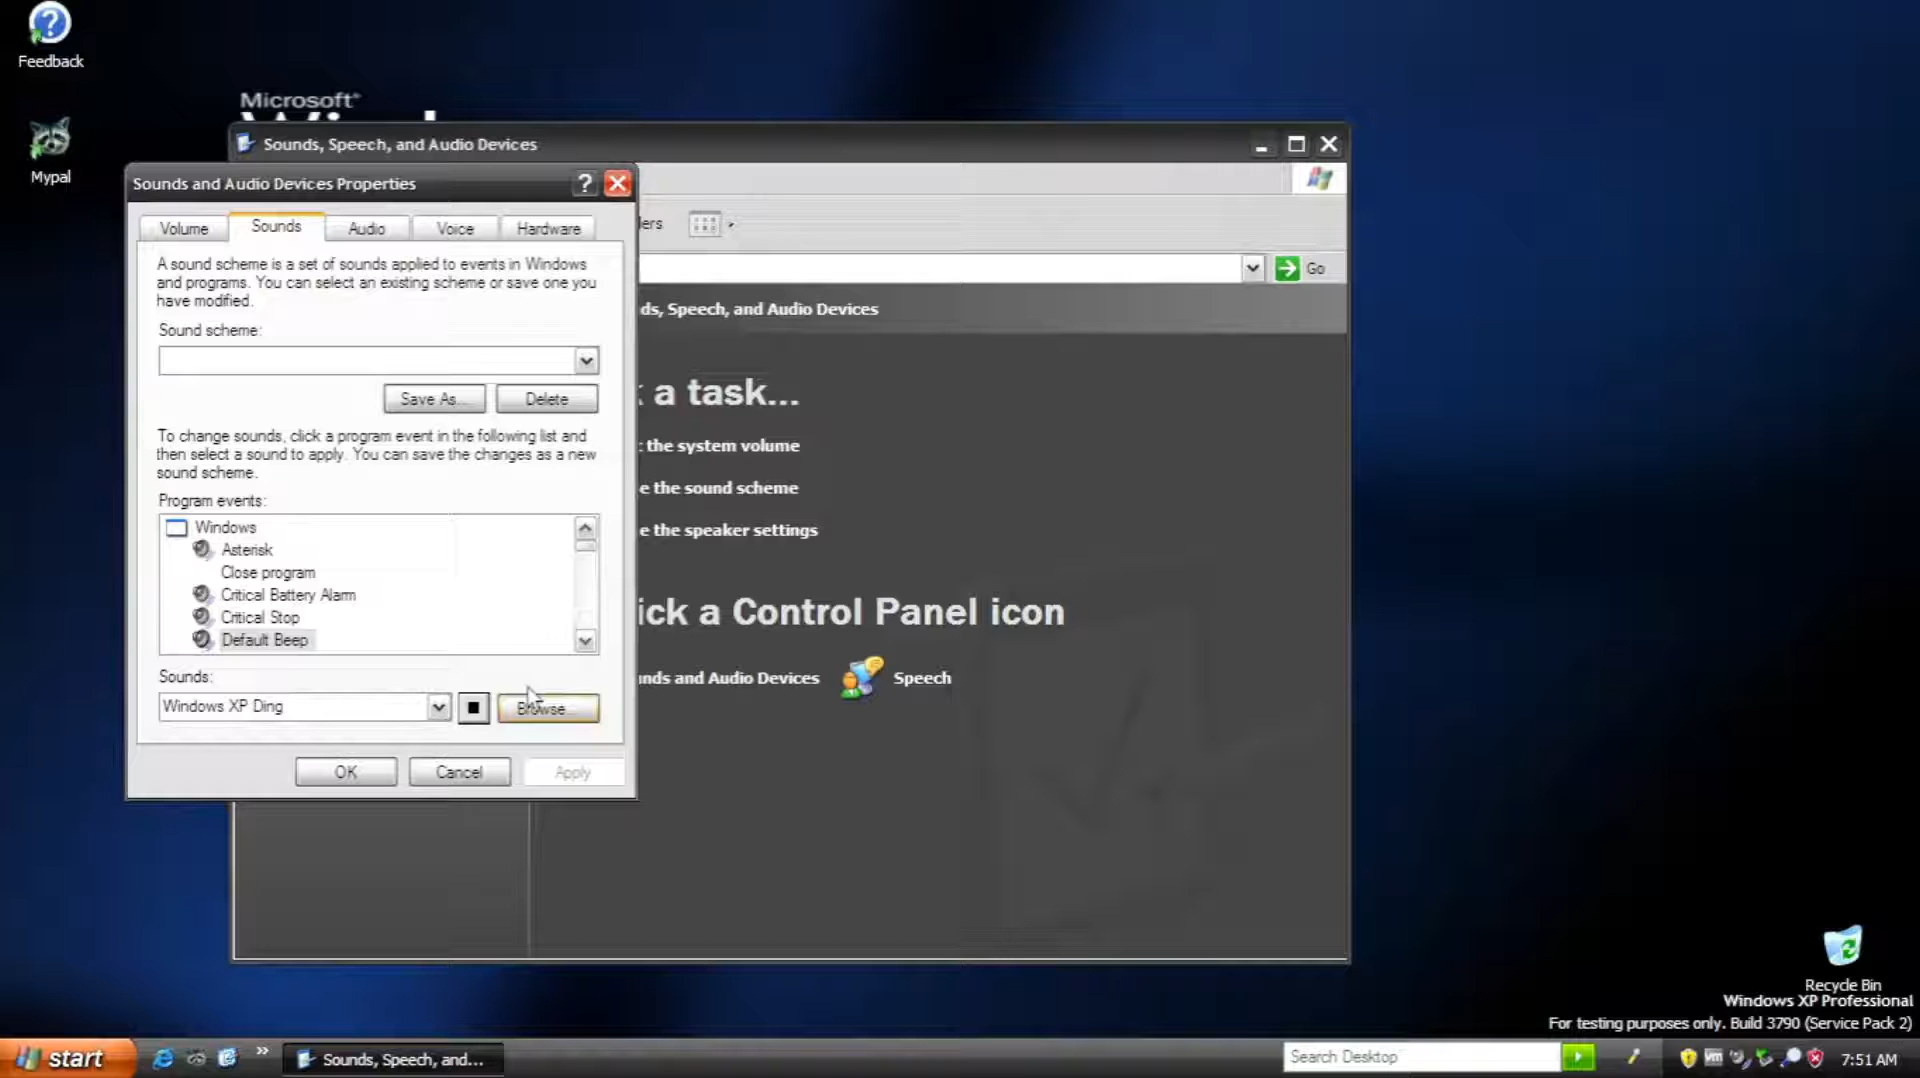 Feedback
Mypal
Microsoft
Sounds, Speech, and Audio Devices
Sounds and Audio Devices Properties
Volume
Sounds
Audio
Voice
Hardware
A sound scheme is a set of sounds applied to events in Windows
and programs. You can select an existing scheme or save one you
have modified.
Sound scheme:
Save As...
Delete
To change sounds, click a program event in the following list and
then select a sound to apply. You can save the changes as a new
sound scheme.
Program events:
Windows
Asterisk
Close program
Critical Battery Alarm
Critical Stop
Default Beep
Sounds:
Windows XP Ding
Browse...
OK
Cancel
Apply
lers
Go
ds, Speech, and Audio Devices
a task...
the system volume
e the sound scheme
e the speaker settings
ick a Control Panel icon
unds and Audio Devices
Speech
Recycle Bin
Windows XP Professional
For testing purposes only. Build 3790 (Service Pack 2)
start
Sounds, Speech, and...
Search Desktop
7:51 AM